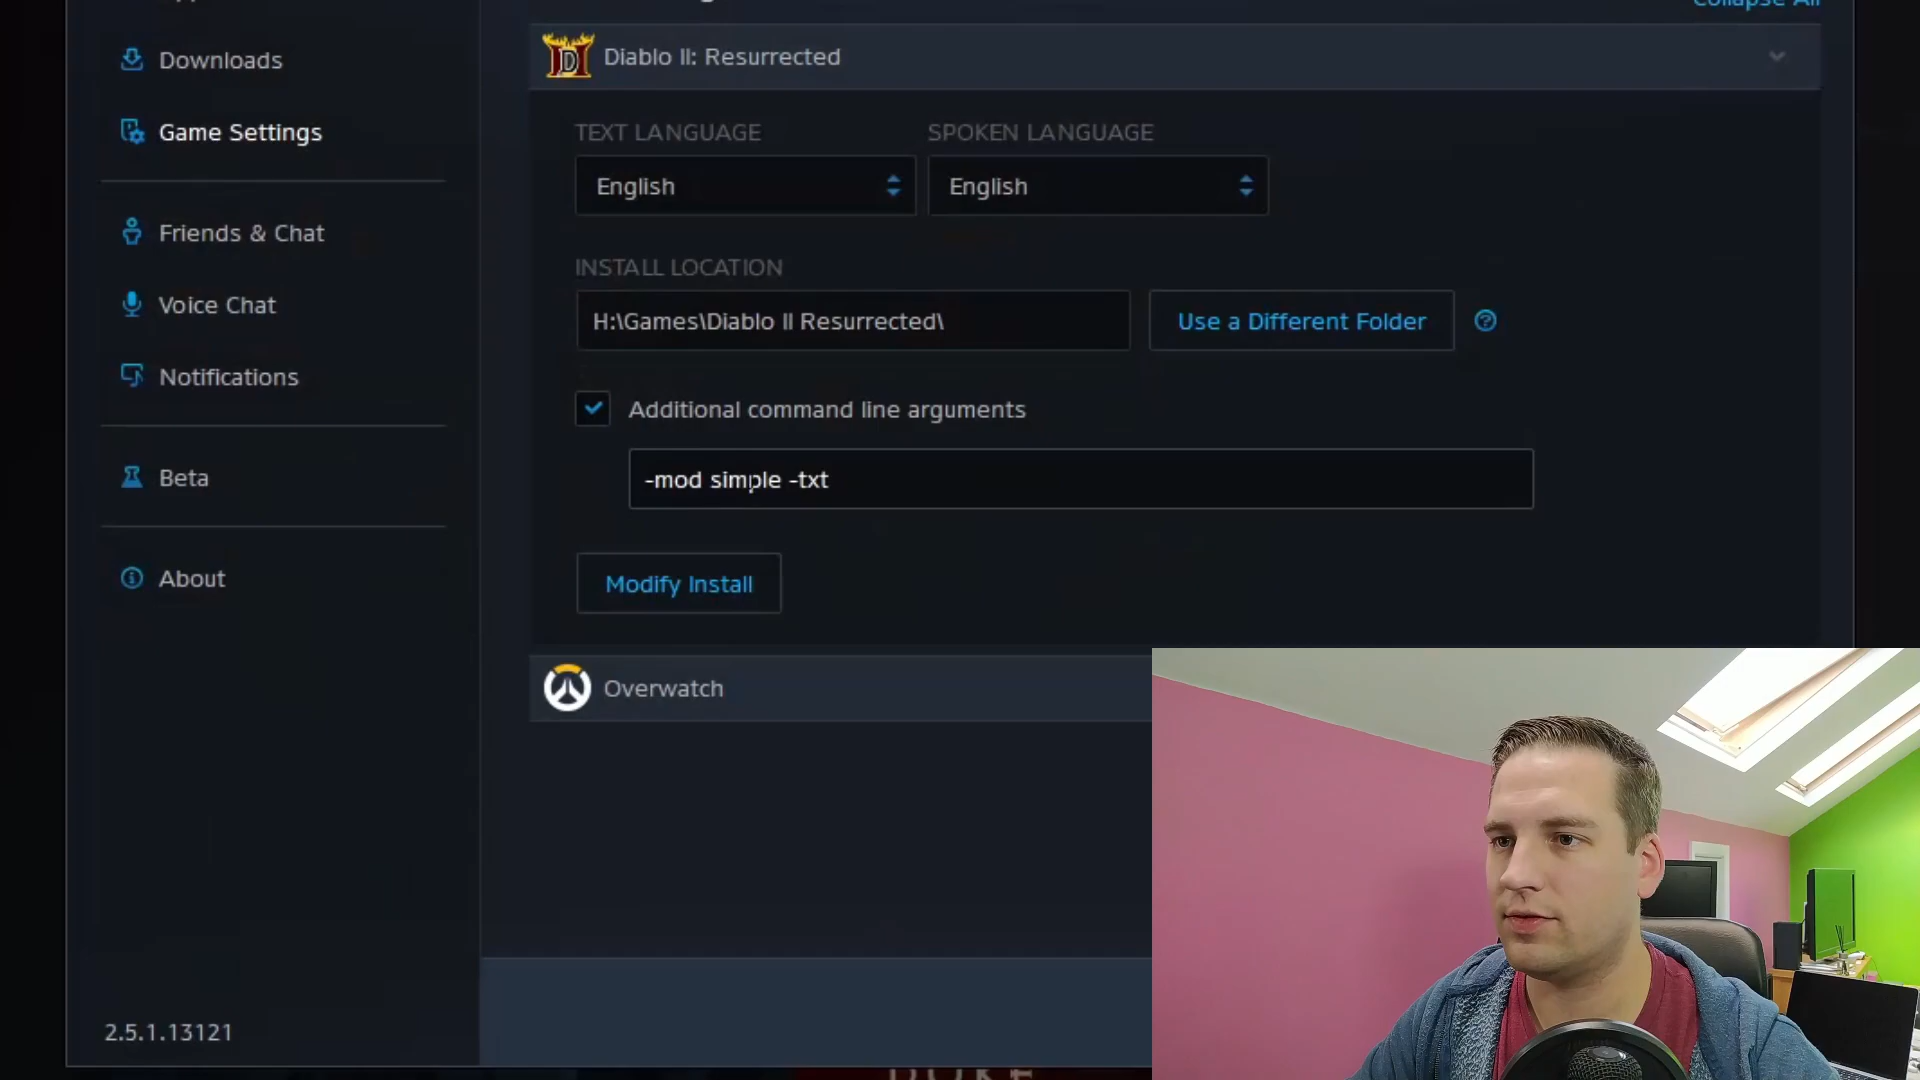 Collapse All
Diablo II: Resurrected
Downloads
Game Settings
TEXT LANGUAGE SPOKEN LANGUAGE
English English
Friends & Chat
INSTALL LOCATION
Voice Chat
H:\Games\Diablo II Resurrected\ Use a Different Folder
Notifications
Additional command line arguments
Beta
-mod simple -txt
About
Modify Install
Overwatch
2.5.1.13121